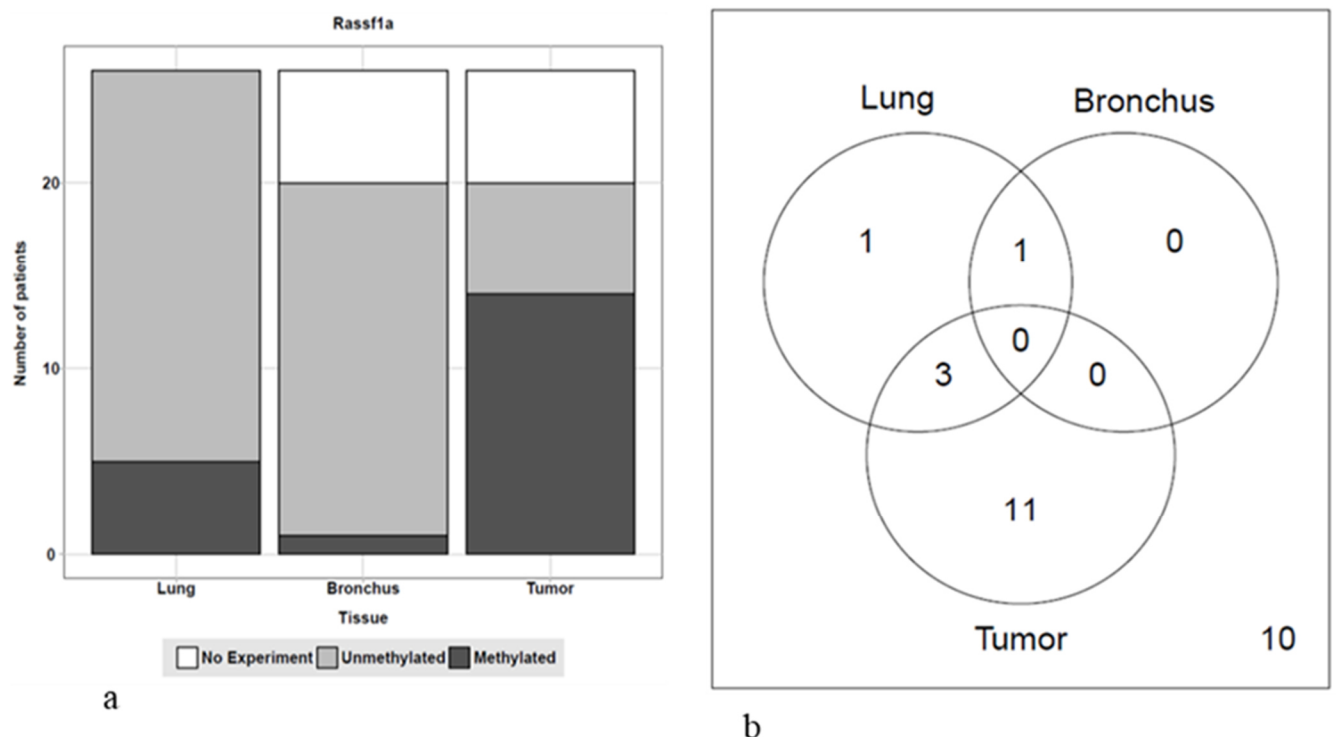 Rassf1a
Number of patients
20
10
0
Lung Bronchus Tumor
Tissue
No Experiment Unmethylated Methylated
a
Lung Bronchus
1 1 0
0
3 0
11
Tumor 10
b